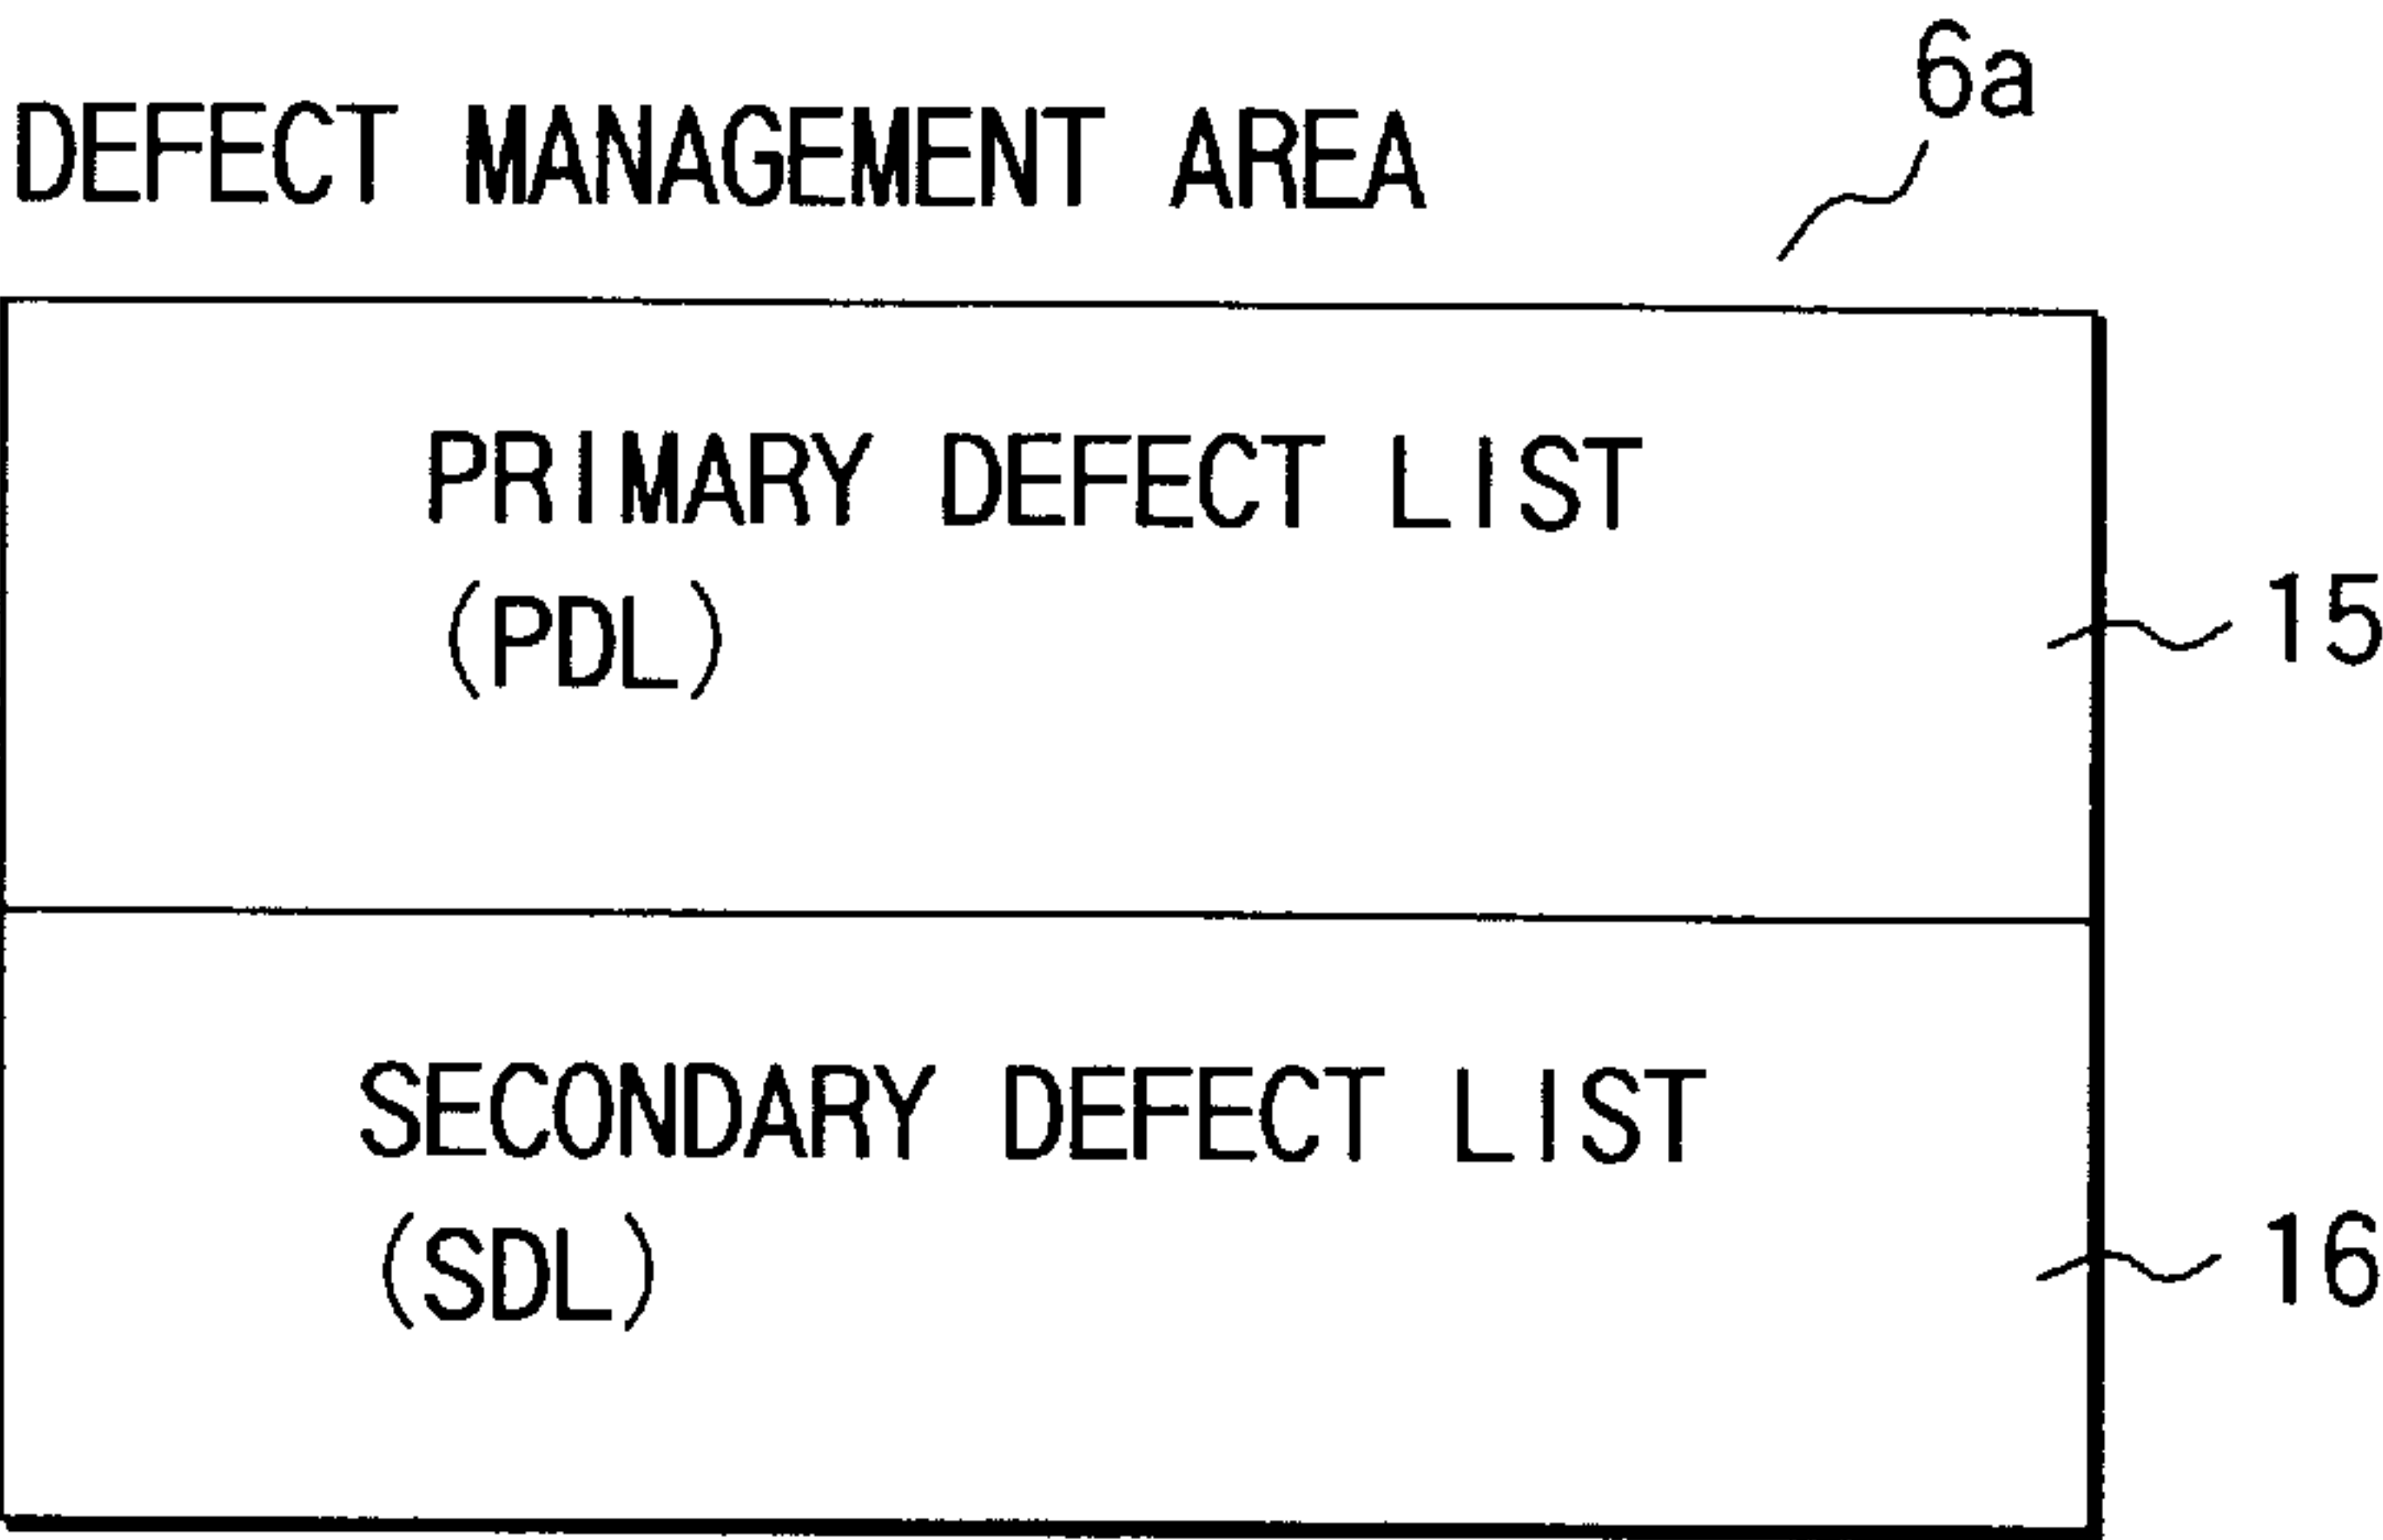 6a
DEFECT MANAGEMENT AREA
PRIMARY DEFECT LIST
(PDL)
15
SECONDARY DEFECT LIST
(SDL)
16